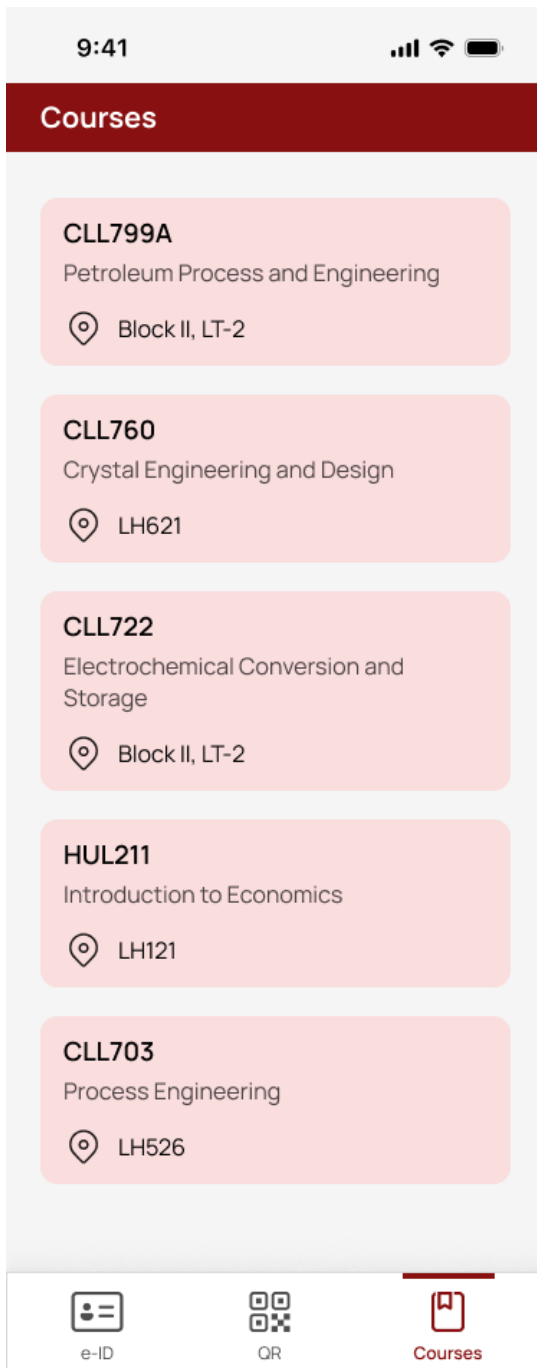 9:41
Courses
CLL799A
Petroleum Process and Engineering
Block II, LT-2
CLL760
Crystal Engineering and Design
LH621
CLL722
Electrochemical Conversion and
Storage
Block II, LT-2
HUL211
Introduction to Economics
LH121
CLL703
Process Engineering
LH526
e-ID
QR
Courses